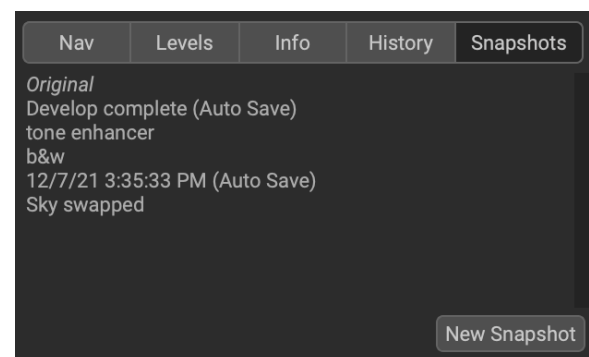 Nav Levels Info History Snapshots
Original
Develop complete (Auto Save)
tone enhancer
b&w
12/7/21 3:35:33 PM (Auto Save)
Sky swapped
New Snapshot